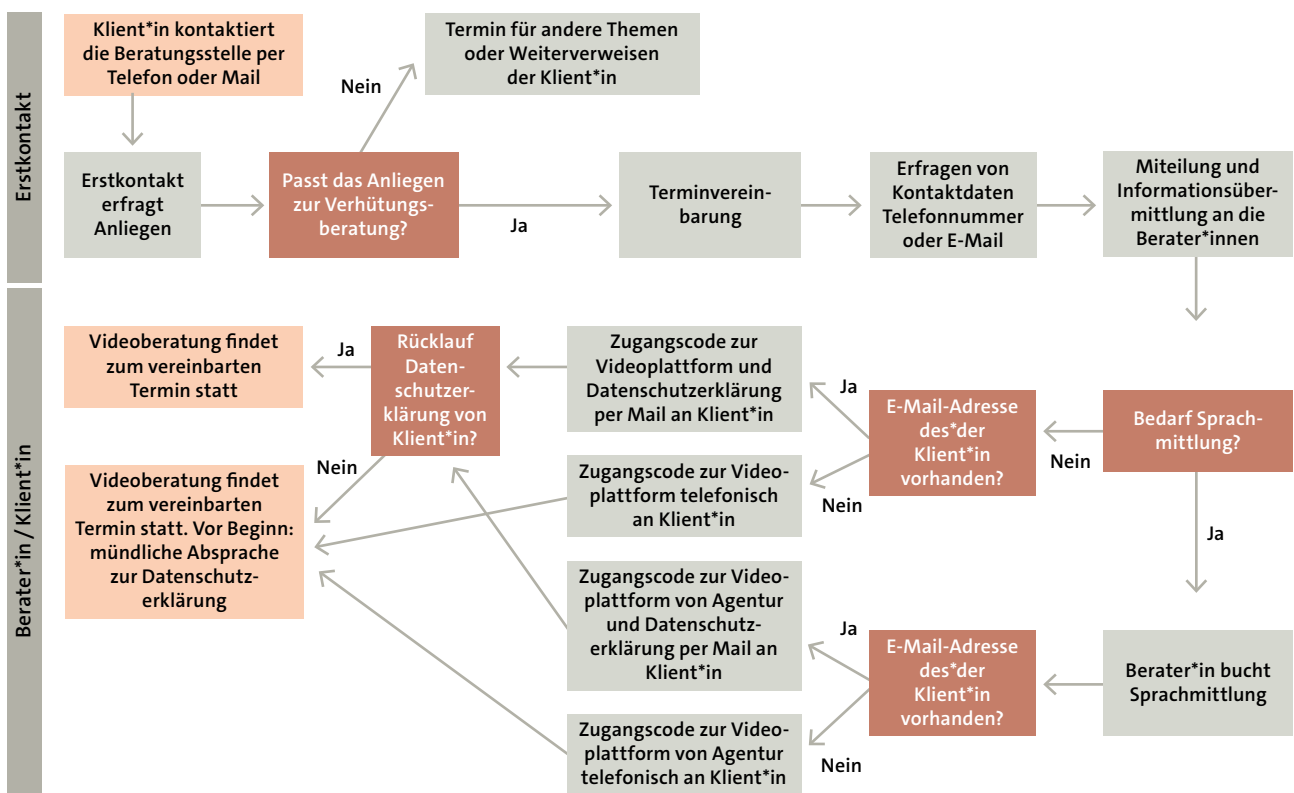 Erstkontakt
Klient*in kontaktiert
die Beratungsstelle per
Telefon oder Mail
Nein
Termin für andere Themen
oder Weiterverweisen
der Klient*in
Erstkontakt
erfragt
Anliegen
Passt das Anliegen
zur Verhütungs-
beratung?
Ja
Terminverein-
barung
Erfragen von
Kontaktdaten
Telefonnummer
oder E-Mail
Miteilung und
Informationsüber-
mittlung an die
Berater*innen
Berater*in / Klient*in
Videoberatung findet
zum vereinbarten
Termin statt
Ja
Rücklauf
Daten-
schutzer-
klärung von
Klient*in?
Nein
Zugangscode zur
Videoplattform und
Datenschutzerklärung
per Mail an Klient*in
Ja
E-Mail-Adresse
des*der
Klient*in
vorhanden?
Nein
Nein
Bedarf Sprach-
mittlung?
Ja
Videoberatung findet
zum vereinbarten
Termin statt. Vor Beginn:
mündliche Absprache
zur Datenschutz-
erklärung
Zugangscode zur Video-
plattform telefonisch
an Klient*in
Zugangscode zur Video-
plattform von Agentur
und Datenschutz-
erklärung per Mail an
Klient*in
Ja
E-Mail-Adresse
des*der
Klient*in
vorhanden?
Nein
Berater*in bucht
Sprachmittlung
Zugangscode zur Video-
plattform von Agentur
telefonisch an Klient*in